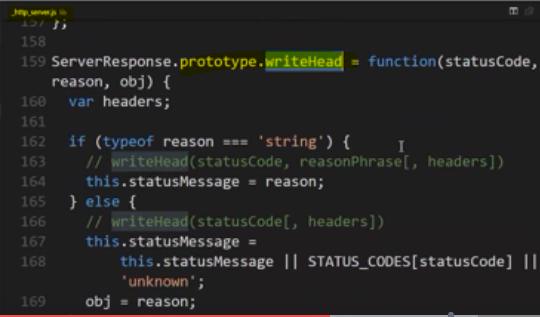 _http_server.js lib
157 };
158
159 ServerResponse.prototype.writeHead = function(statusCode,
reason, obj) {
160 var headers;
161
162 if (typeof reason === 'string') {
163 // writeHead(statusCode, reasonPhrase[, headers])
164 this.statusMessage = reason;
165 } else {
166 // writeHead(statusCode[, headers])
167 this.statusMessage =
168 this.statusMessage || STATUS_CODES[statusCode] ||
'unknown';
169 obj = reason;